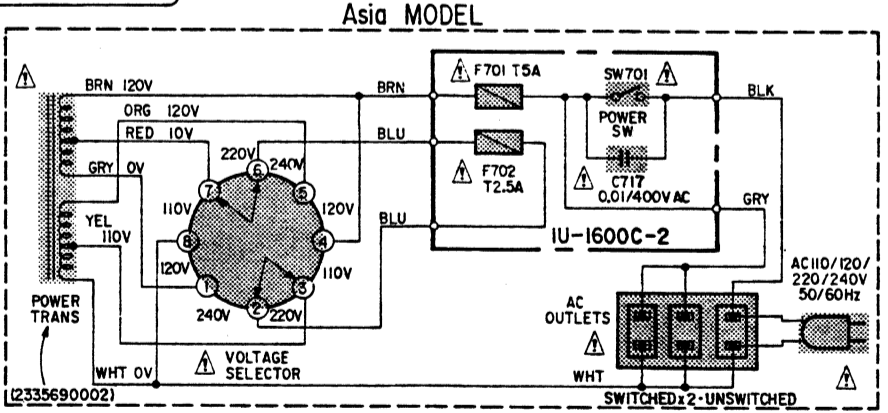 Asia MODEL
BRN 120V
BRN
F701 T5A
SW701
BLK
ORG 120V
RED 10V
POWER
SW
220V
6
240V
BLU
GRY 0V
7
5
F702
T2.5A
C717
0.01/400V AC
110V
120V
GRY
YEL
110V
8
4
BLU
1U-1600C-2
120V
110V
1
3
AC110/120/
220/240V
50/60Hz
240V
2
220V
POWER
TRANS
AC
OUTLETS
VOLTAGE
SELECTOR
WHT 0V
WHT
(2335690002)
SWITCHEDx2·UNSWITCHED